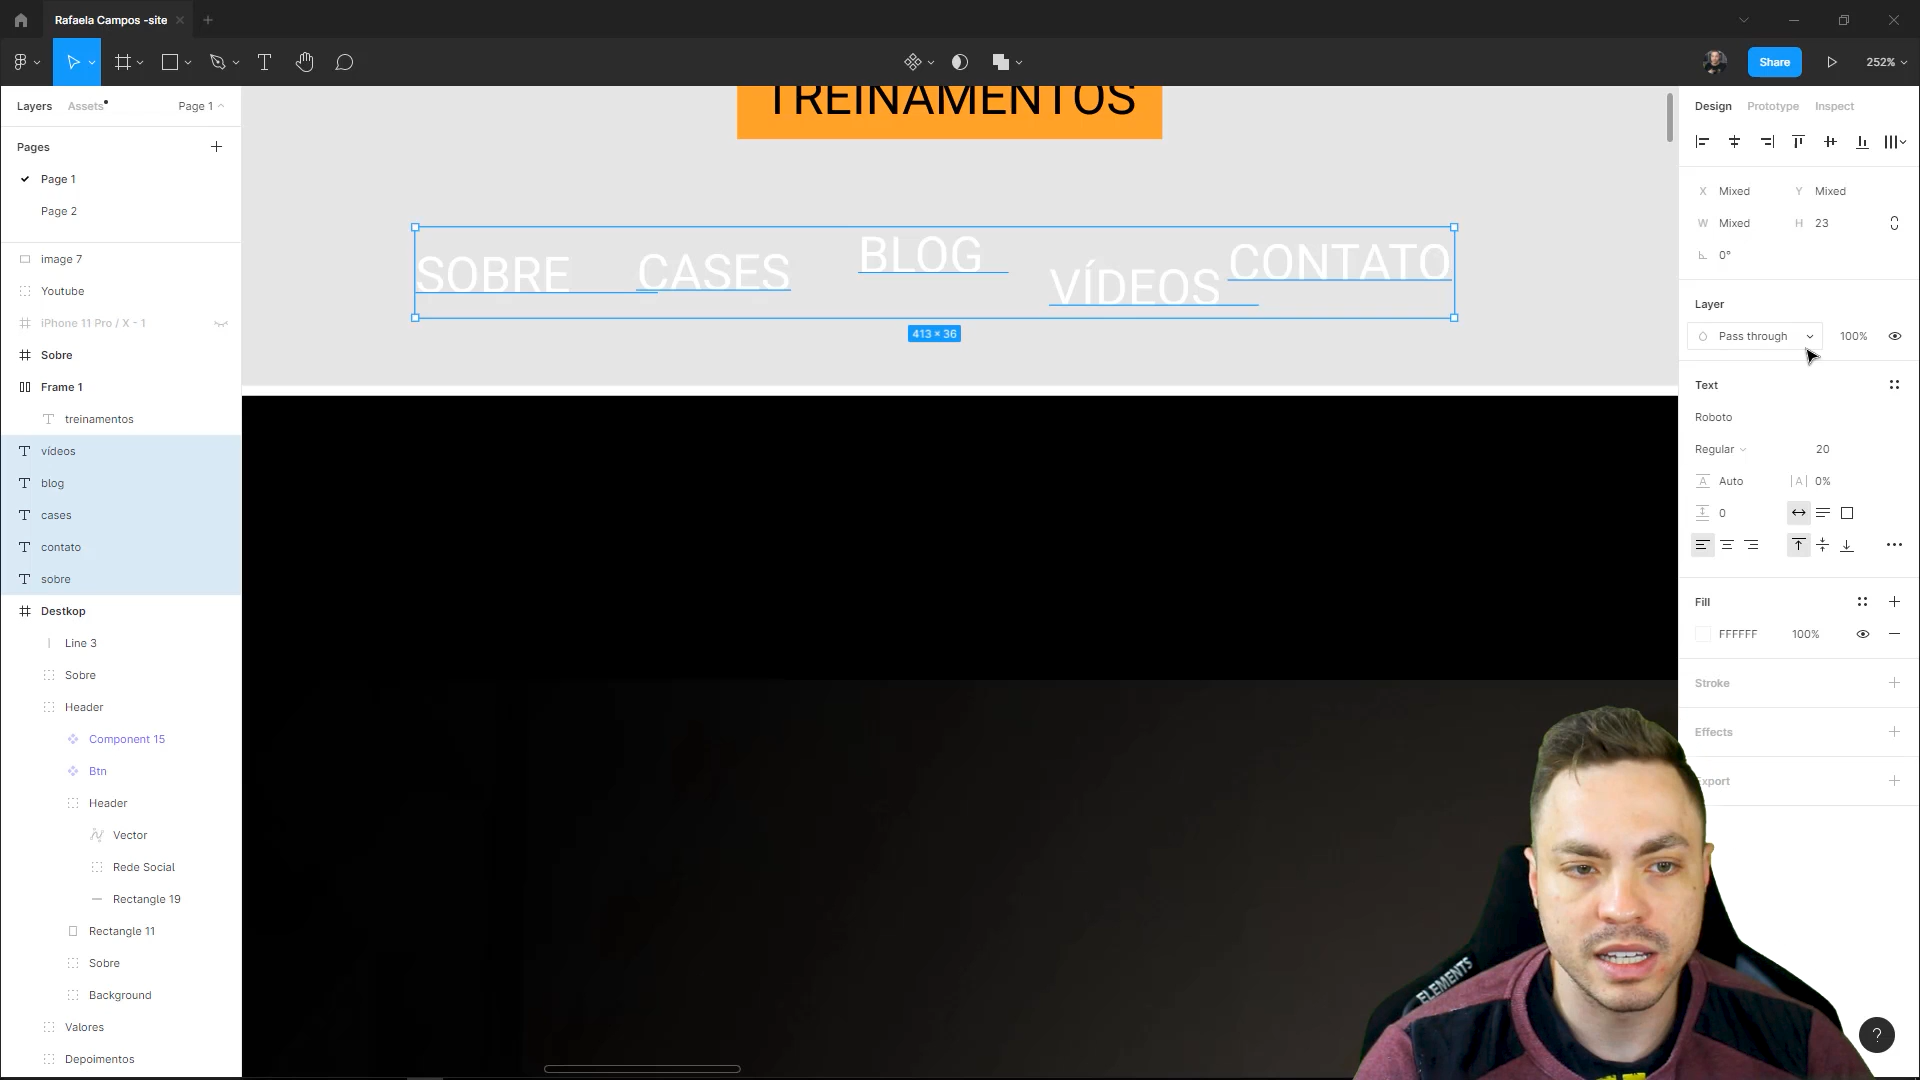 Rafaela Campos -site
Share
252%
Layers
Assets
Page 1
Pages
Page 1
Page 2
image 7
Youtube
iPhone 11 Pro / X - 1
Sobre
Frame 1
treinamentos
vídeos
blog
cases
contato
sobre
Destkop
Line 3
Sobre
Header
Component 15
Btn
Header
Vector
Rede Social
Rectangle 19
Rectangle 11
Sobre
Background
Valores
Depoimentos
TREINAMENTOS
SOBRE CASES BLOG VÍDEOS CONTATO
413 × 36
Design Prototype Inspect
X Mixed Y Mixed
W Mixed H 23
0°
Layer
Pass through 100%
Text
Roboto
Regular 20
A Auto |A| 0%
0
Fill
FFFFFF 100%
Stroke
Effects
Export
ELEMENTS
?